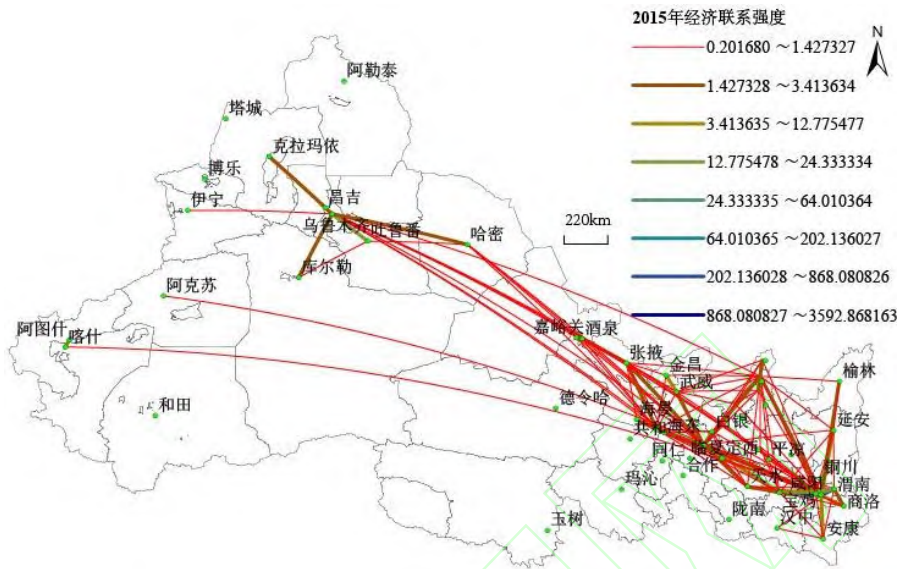 2015年经济联系强度
N
0.201680 ~1.427327
1.427328 ~3.413634
3.413635 ~12.775477
12.775478 ~24.333334
24.333335 ~64.010364
64.010365 ~202.136027
202.136028 ~868.080826
868.080827 ~3592.868163
220km
阿勒泰
塔城
克拉玛依
博乐
伊宁
昌吉
乌鲁木齐
吐鲁番
哈密
库尔勒
阿克苏
阿图什
喀什
和田
嘉峪关
酒泉
张掖
金昌
武威
榆林
德令哈
海晏
共和
海东
白银
延安
同仁
临夏
定西
平凉
合作
铜川
玛沁
天水
咸阳
渭南
宝鸡
商洛
陇南
汉中
玉树
安康